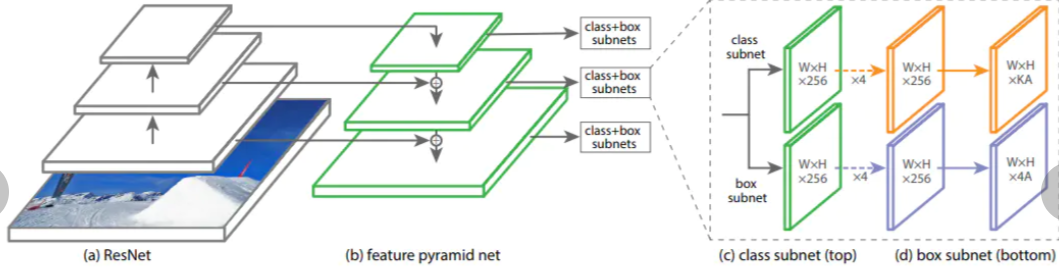 class+box
subnets
class+box
subnets
class+box
subnets
class
subnet
W×H
×256
×4
W×H
×256
W×H
×KA
box
subnet
W×H
×256
×4
W×H
×256
W×H
×4A
(a) ResNet
(b) feature pyramid net
(c) class subnet (top)
(d) box subnet (bottom)